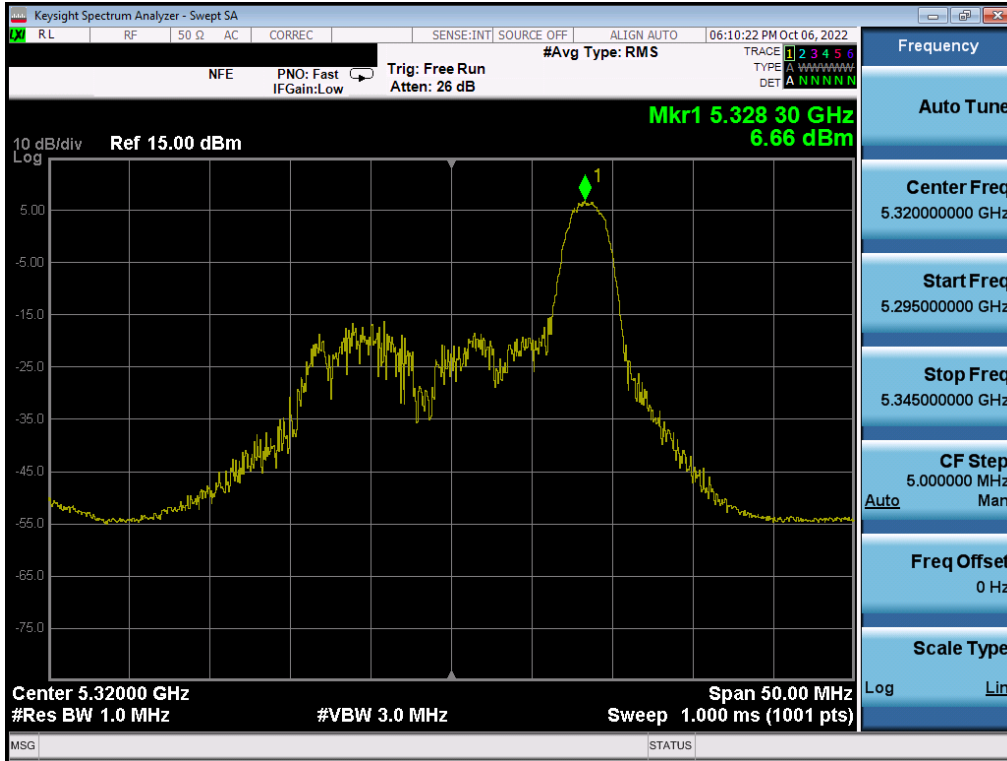 Keysight Spectrum Analyzer - Swept SA
LXI RL RF 50 Ω AC CORREC SENSE:INT SOURCE OFF ALIGN AUTO 06:10:22 PM Oct 06, 2022
#Avg Type: RMS TRACE 1 2 3 4 5 6
NFE PNO: Fast Trig: Free Run TYPE A WWWWW
IFGain:Low Atten: 26 dB DET A N N N N N
Mkr1 5.328 30 GHz
6.66 dBm
10 dB/div Ref 15.00 dBm
Log
1
5.00
-5.00
-15.0
-25.0
-35.0
-45.0
-55.0
-65.0
-75.0
Center 5.32000 GHz Span 50.00 MHz
#Res BW 1.0 MHz #VBW 3.0 MHz Sweep 1.000 ms (1001 pts)
MSG STATUS
Frequency
Auto Tune
Center Freq
5.320000000 GHz
Start Freq
5.295000000 GHz
Stop Freq
5.345000000 GHz
CF Step
5.000000 MHz
Auto Man
Freq Offset
0 Hz
Scale Type
Log Lin